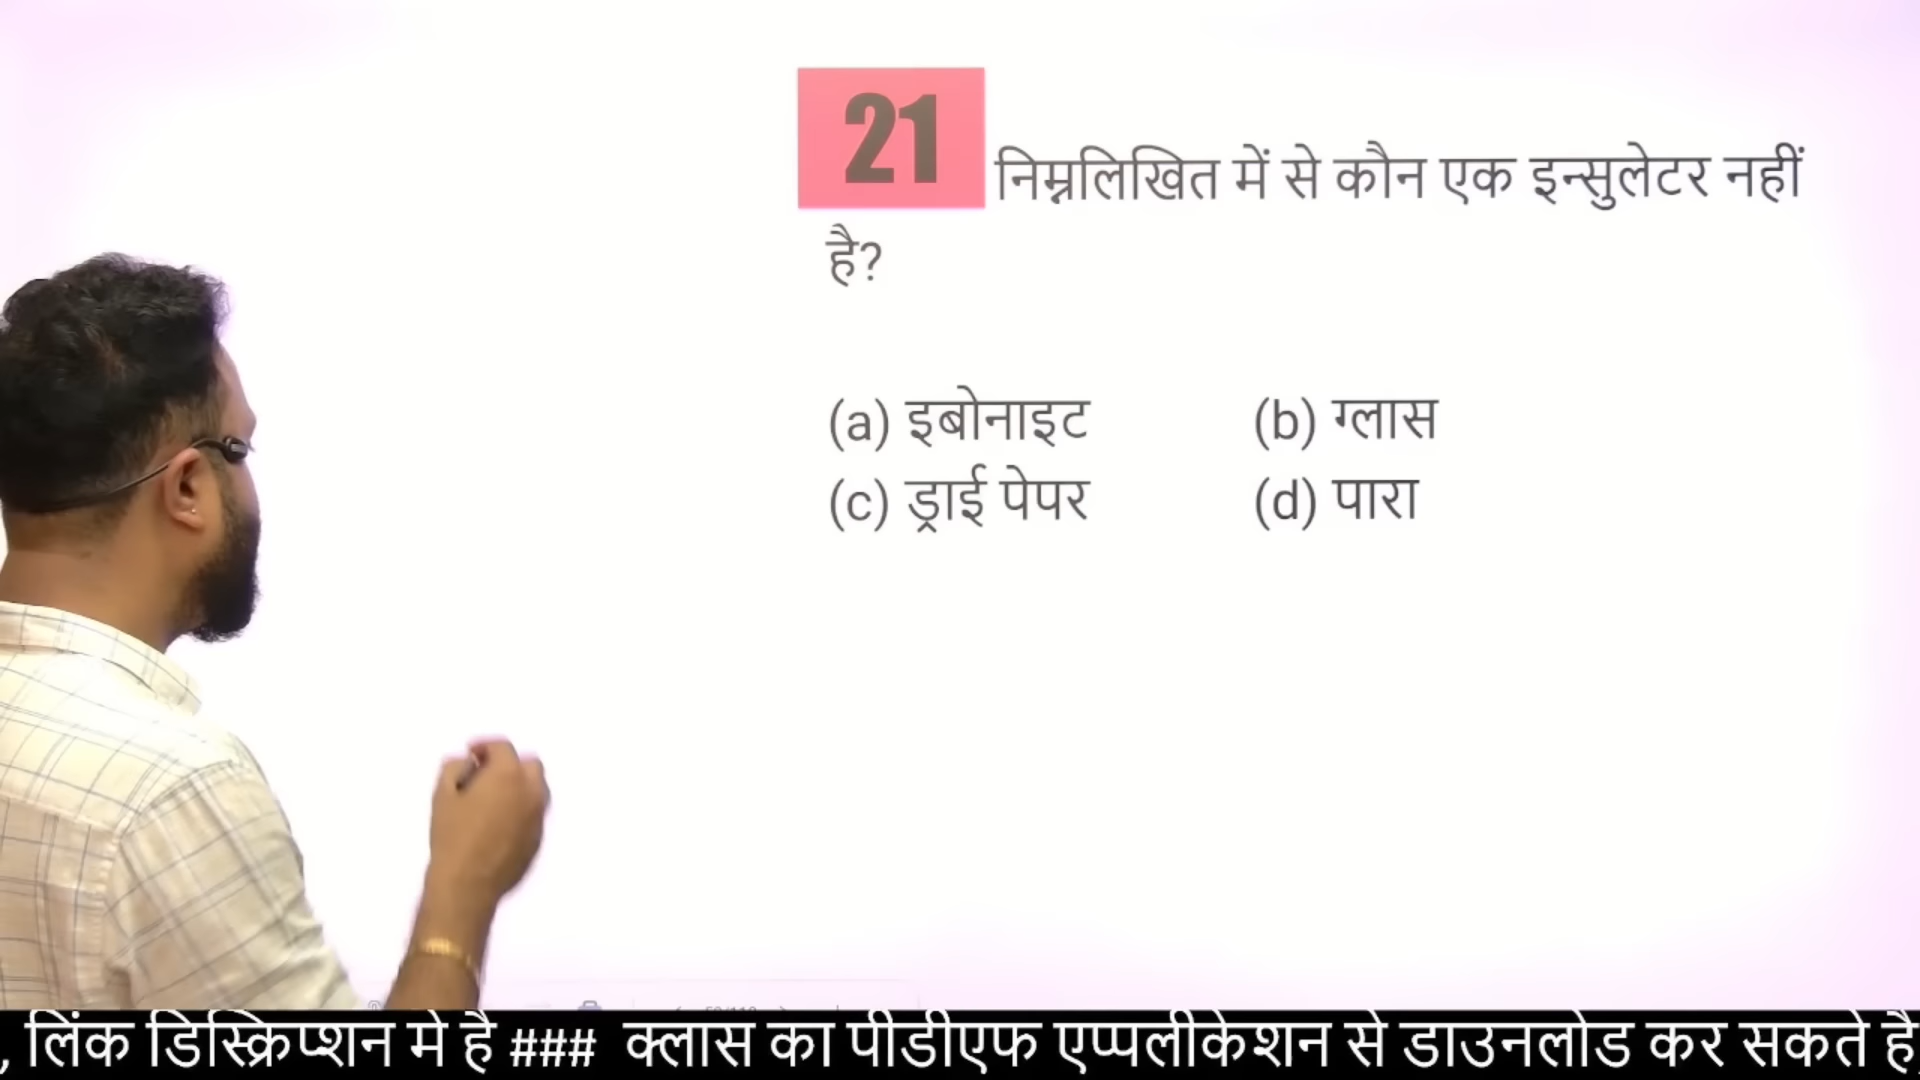 21 निम्नलिखित में से कौन एक इन्सुलेटर नहीं
है?
(a) इबोनाइट (b) ग्लास
(c) ड्राई पेपर (d) पारा
, लिंक डिस्क्रिप्शन मे है ### क्लास का पीडीएफ एप्पलीकेशन से डाउनलोड कर सकते है